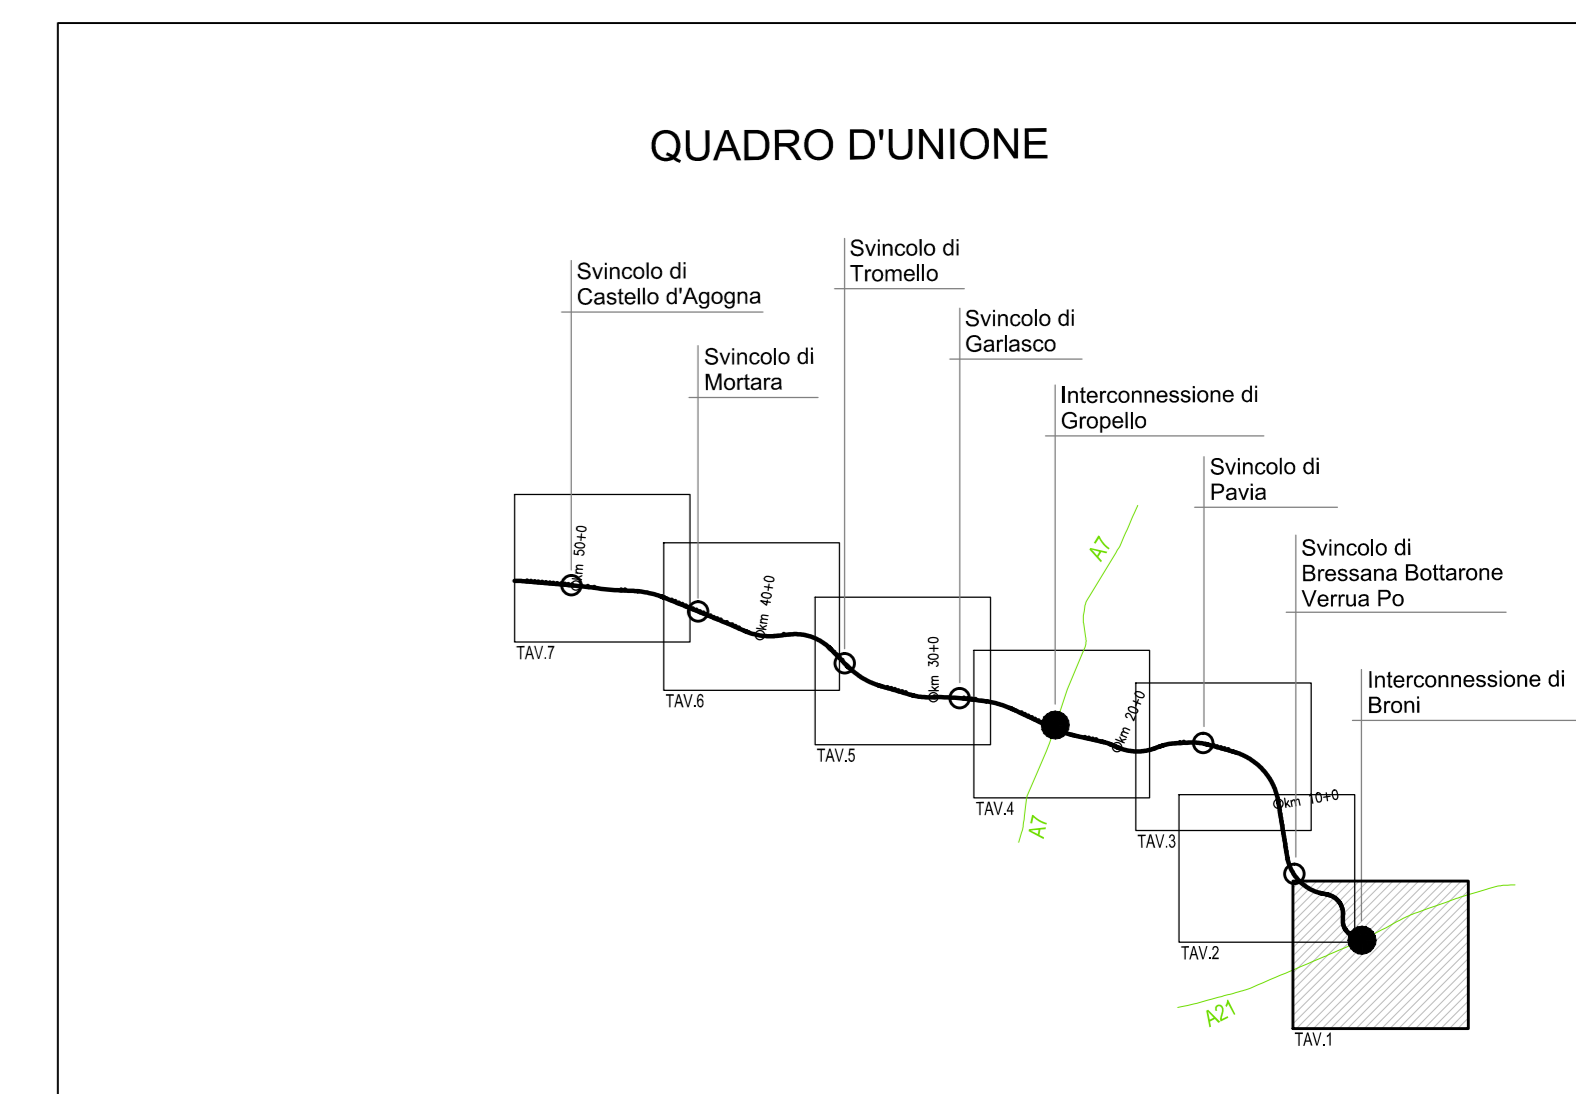 QUADRO D'UNIONE
Svincolo di
Castello d'Agogna
Svincolo di
Mortara
Svincolo di
Tromello
Svincolo di
Garlasco
Interconnessione di
Gropello
Svincolo di
Pavia
Svincolo di
Bressana Bottarone
Verrua Po
Interconnessione di
Broni
km 50+0
km 40+0
km 30+0
km 20+0
km 10+0
A7
A7
A21
TAV.7
TAV.6
TAV.5
TAV.4
TAV.3
TAV.2
TAV.1